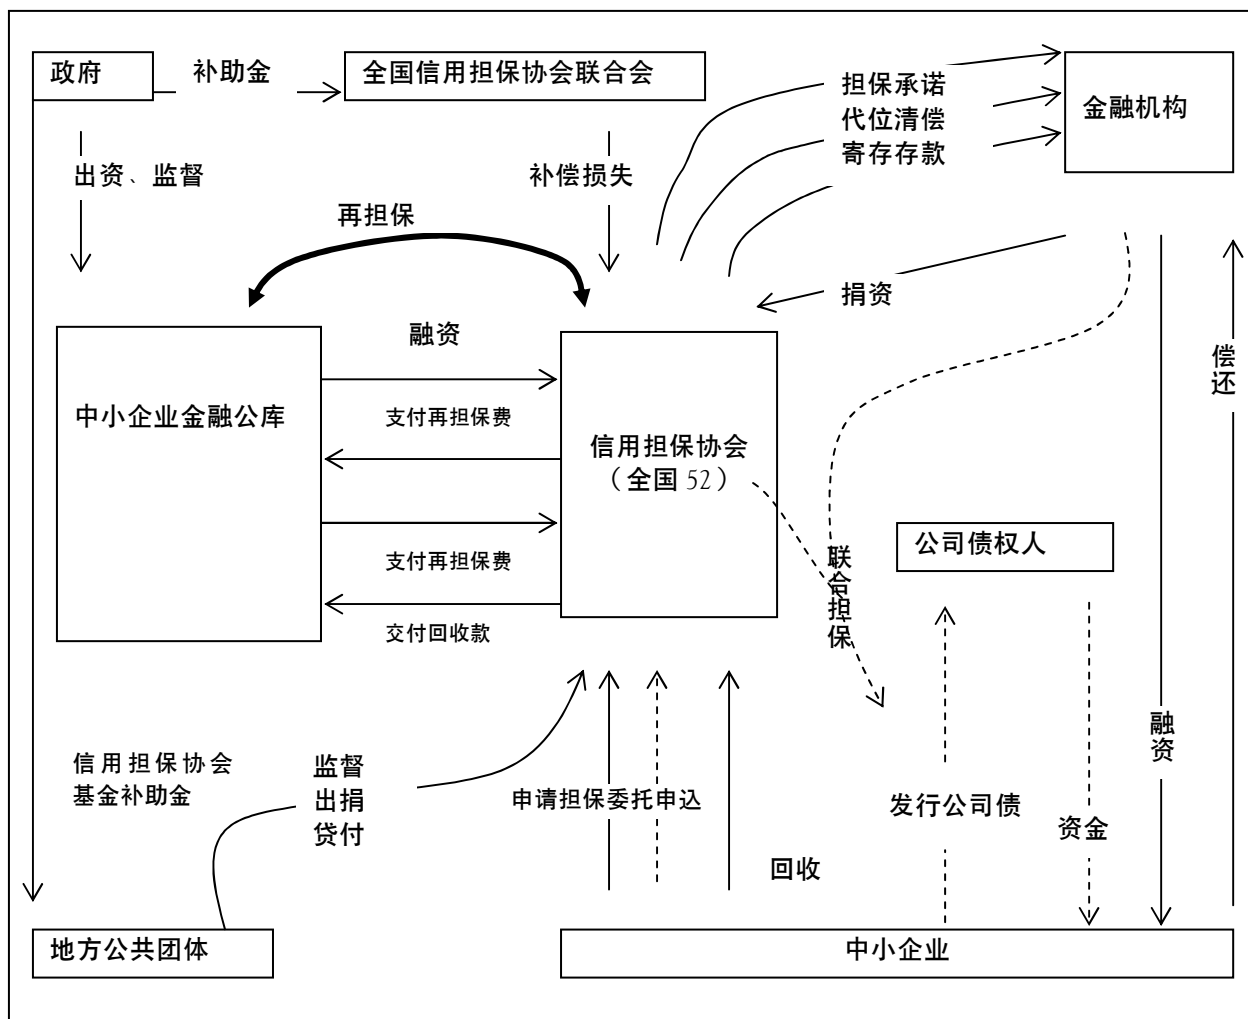 政府
补助金
全国信用担保协会联合会
担保承诺
代位清偿
寄存存款
金融机构
出资、监督
补偿损失
再担保
捐资
融资
偿还
中小企业金融公库
支付再担保费
信用担保协会
（全国 52）
公司债权人
联合担保
支付再担保费
交付回收款
融资
信用担保协会
基金补助金
监督
出捐
贷付
申请担保委托申込
发行公司债
资金
回收
地方公共团体
中小企业